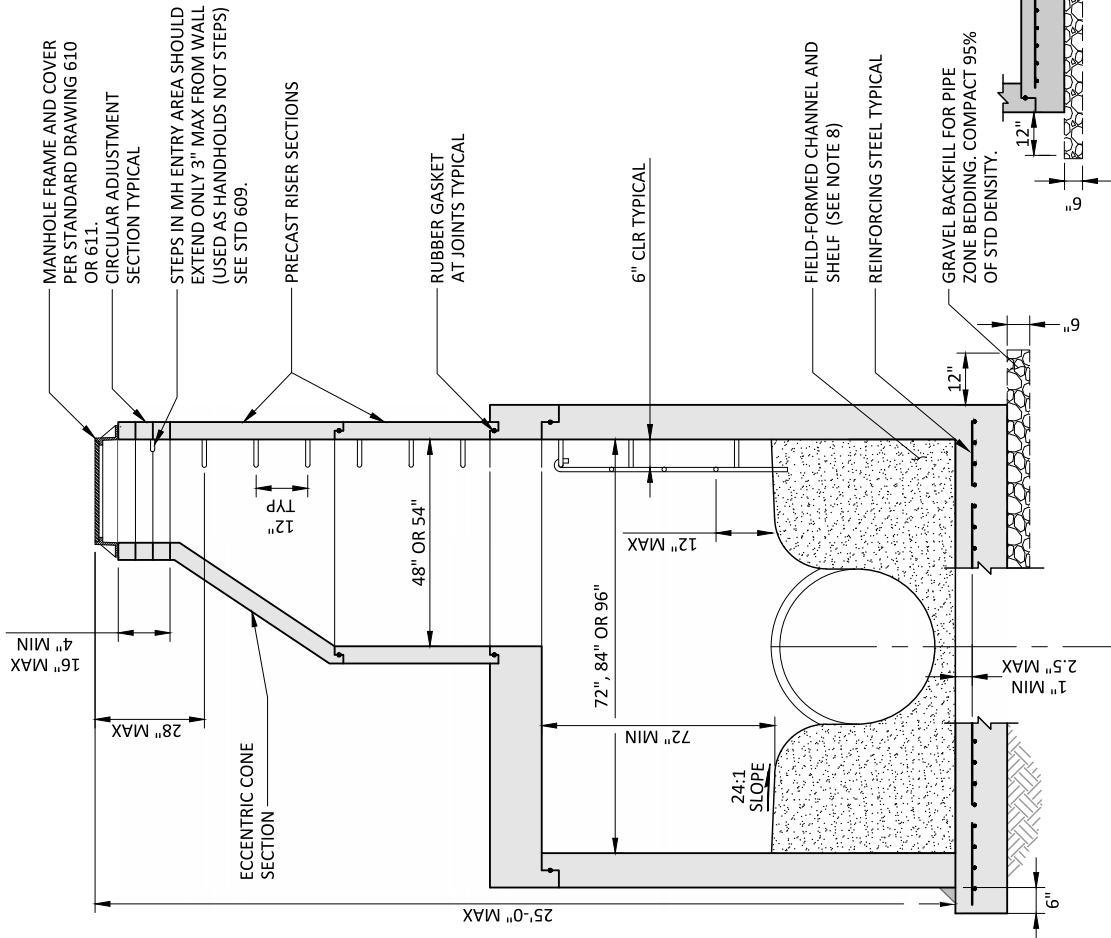 MANHOLE FRAME AND COVER
PER STANDARD DRAWING 610
OR 611.
CIRCULAR ADJUSTMENT
SECTION TYPICAL
STEPS IN MH ENTRY AREA SHOULD
EXTEND ONLY 3" MAX FROM WALL
(USED AS HANDHOLDS NOT STEPS)
SEE STD 609.
PRECAST RISER SECTIONS
RUBBER GASKET
AT JOINTS TYPICAL
6" CLR TYPICAL
FIELD-FORMED CHANNEL AND
SHELF (SEE NOTE 8)
REINFORCING STEEL TYPICAL
GRAVEL BACKFILL FOR PIPE
ZONE BEDDING. COMPACT 95%
OF STD DENSITY.
12"
6"
12"
6"
16" MAX
4" MIN
28" MAX
12"
TYP
ECCENTRIC CONE
SECTION
48" OR 54"
12" MAX
72", 84" OR 96"
72" MIN
24:1
SLOPE
1" MIN
2.5" MAX
25'-0" MAX
6"